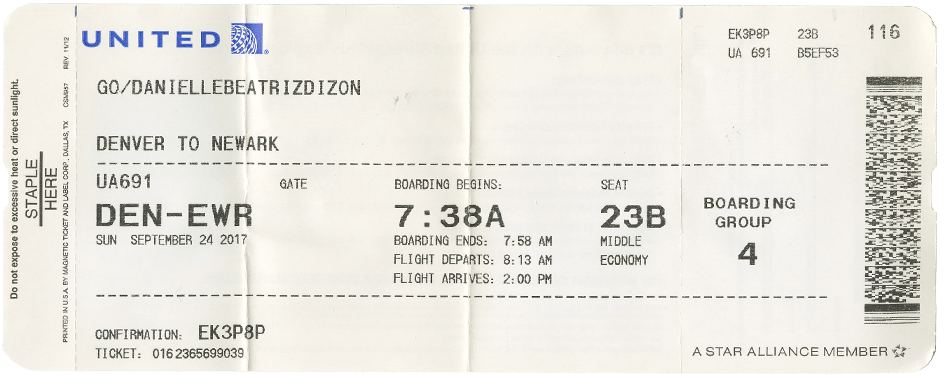 UNITED
EK3P8P 23B
UA 691 B5EF53
116
GO/DANIELLEBEATRIZDIZON
DENVER TO NEWARK
UA691 GATE BOARDING BEGINS: SEAT
DEN-EWR 7:38A 23B
SUN SEPTEMBER 24 2017 BOARDING ENDS: 7:58 AM MIDDLE
FLIGHT DEPARTS: 8:13 AM ECONOMY
FLIGHT ARRIVES: 2:00 PM
BOARDING
GROUP
4
CONFIRMATION: EK3P8P
TICKET: 016 2365699039
A STAR ALLIANCE MEMBER
Do not expose to excessive heat or direct sunlight.
STAPLE
HERE
PRINTED IN U.S.A. BY MAGNETIC TICKET AND LABEL CORP., DALLAS, TX REV. 11/12